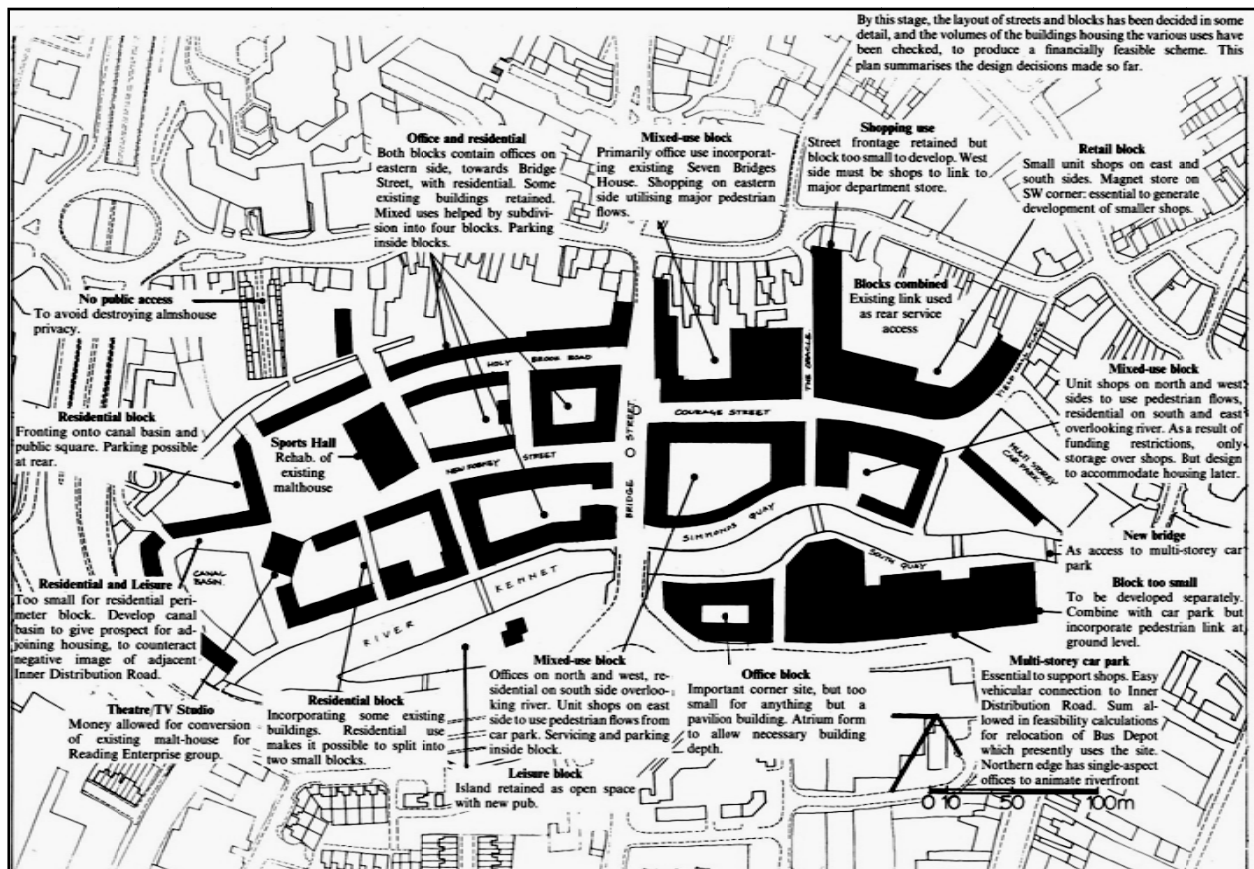 By this stage, the layout of streets and blocks has been decided in some
detail, and the volumes of the buildings housing the various uses have
been checked, to produce a financially feasible scheme. This
plan summarises the design decisions made so far.
Office and residential
Both blocks contain offices on
eastern side, towards Bridge
Street, with residential. Some
existing buildings retained.
Mixed uses helped by subdivi-
sion into four blocks. Parking
inside blocks.
Mixed-use block
Primarily office use incorporat-
ing existing Seven Bridges
House. Shopping on eastern
side utilising major pedestrian
flows.
Shopping use
Street frontage retained but
block too small to develop. West
side must be shops to link to
major department store.
Retail block
Small unit shops on east and
south sides. Magnet store on
SW corner: essential to generate
development of smaller shops.
No public access
To avoid destroying almshouse
privacy.
Blocks combined
Existing link used
as rear service
access
Mixed-use block
Unit shops on north and west
sides to use pedestrian flows,
residential on south and east
overlooking river. As a result of
funding restrictions, only
storage over shops. But design
to accommodate housing later.
Residential block
Fronting onto canal basin and
public square. Parking possible
at rear.
Sports Hall
Rehab. of
existing
malthouse
HOLY BROOK ROAD
THE ORACLE
FIELD HALL PLACE
COURAGE STREET
BRIDGE STREET
STREET
MULTI STOREY
CAR PARK
SIMMONDS QUAY
SOUTH QUAY
CANAL
BASIN
RIVER KENNET
New bridge
As access to multi-storey car
park
Block too small
To be developed separately.
Combine with car park but
incorporate pedestrian link at
ground level.
Residential and Leisure
Too small for residential peri-
meter block. Develop canal
basin to give prospect for ad-
joining housing, to counteract
negative image of adjacent
Inner Distribution Road.
Theatre/TV Studio
Money allowed for conversion
of existing malt-house for
Reading Enterprise group.
Residential block
Incorporating some existing
buildings. Residential use
makes it possible to split into
two small blocks.
Mixed-use block
Offices on north and west, res-
idential on south side overloo-
king river. Unit shops on east
side to use pedestrian flows from
car park. Servicing and parking
inside block.
Leisure block
Island retained as open space
with new pub.
Office block
Important corner site, but too
small for anything but a
pavilion building. Atrium form
to allow necessary building
depth.
Multi-storey car park
Essential to support shops. Easy
vehicular connection to Inner
Distribution Road. Sum al-
lowed in feasibility calculations
for relocation of Bus Depot
which presently uses the site.
Northern edge has single-aspect
offices to animate riverfront
0 10 50 100m